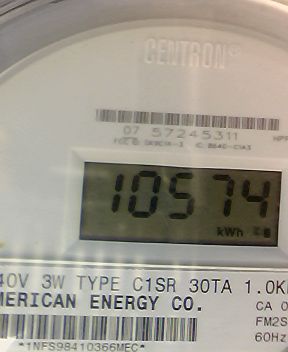 CENTRON®
07 57245311
10574
kWh
40V 3W TYPE C1SR 30TA 1.0K
MERICAN ENERGY CO.
CA 0
FM2S
60Hz
*1NFS98410366MEC*